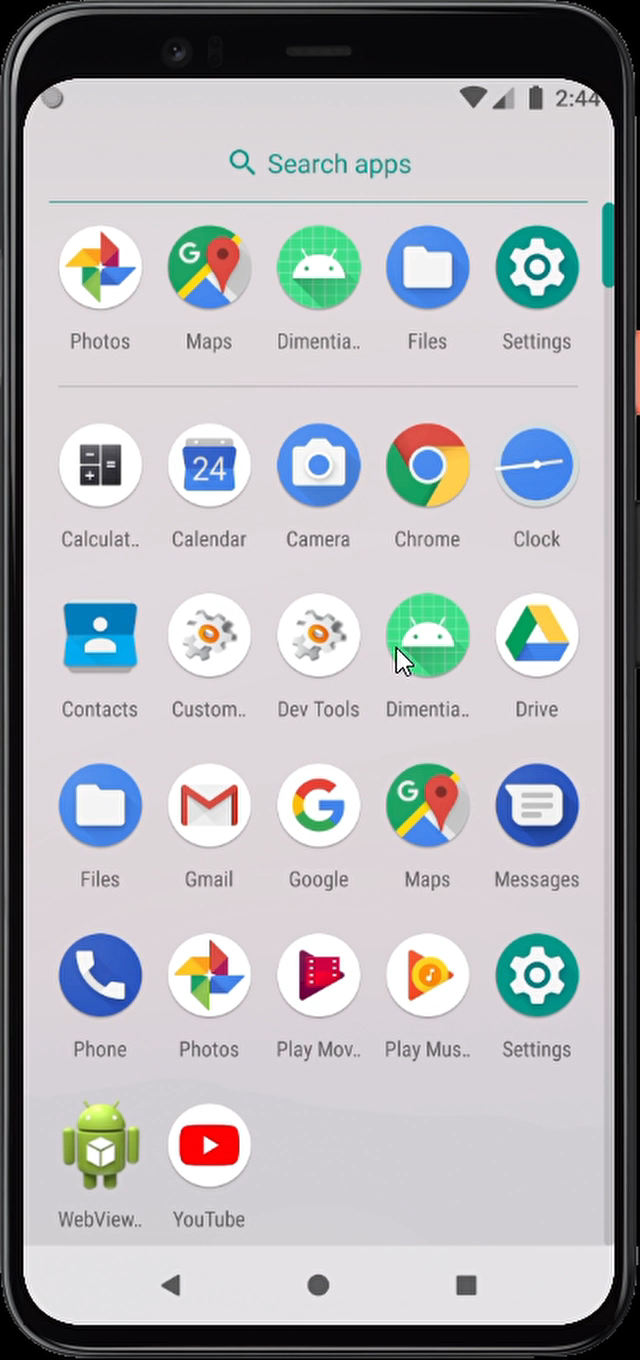 2:44
Search apps
Photos Maps Dimentia.. Files Settings
24
Calculat.. Calendar Camera Chrome Clock
Contacts Custom.. Dev Tools Dimentia.. Drive
Files Gmail Google Maps Messages
Phone Photos Play Mov.. Play Mus.. Settings
WebView.. YouTube